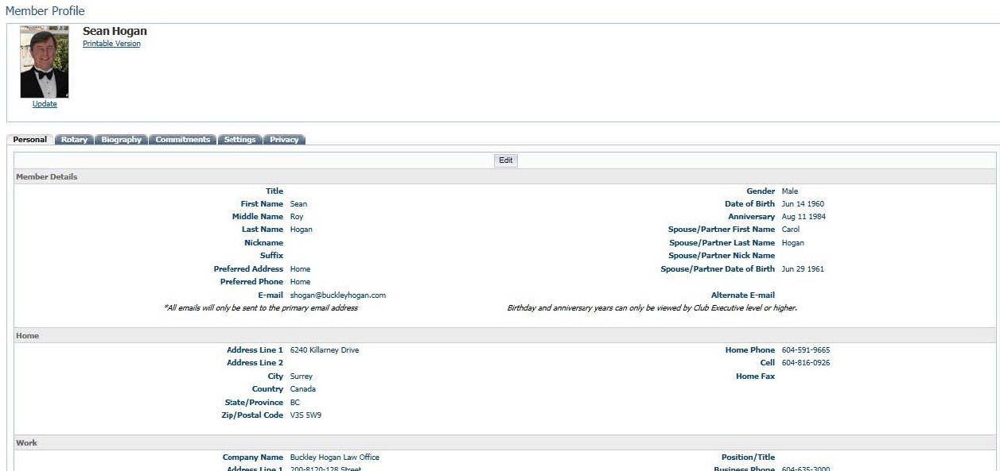 Member Profile
Sean Hogan
Printable Version
Update
Personal Rotary Biography Commitments Settings Privacy
Edit
Member Details
Title Gender Male
First Name Sean Date of Birth Jun 14 1960
Middle Name Roy Anniversary Aug 11 1984
Last Name Hogan Spouse/Partner First Name Carol
Nickname Spouse/Partner Last Name Hogan
Suffix Spouse/Partner Nick Name
Preferred Address Home Spouse/Partner Date of Birth Jun 29 1961
Preferred Phone Home
E-mail shogan@buckleyhogan.com Alternate E-mail
*All emails will only be sent to the primary email address Birthday and anniversary years can only be viewed by Club Executive level or higher.
Home
Address Line 1 6240 Killarney Drive Home Phone 604-591-9665
Address Line 2 Cell 604-816-0926
City Surrey Home Fax
Country Canada
State/Province BC
Zip/Postal Code V3S 5W9
Work
Company Name Buckley Hogan Law Office Position/Title
Address Line 1 200-8120-128 Street Business Phone 604-635-3000